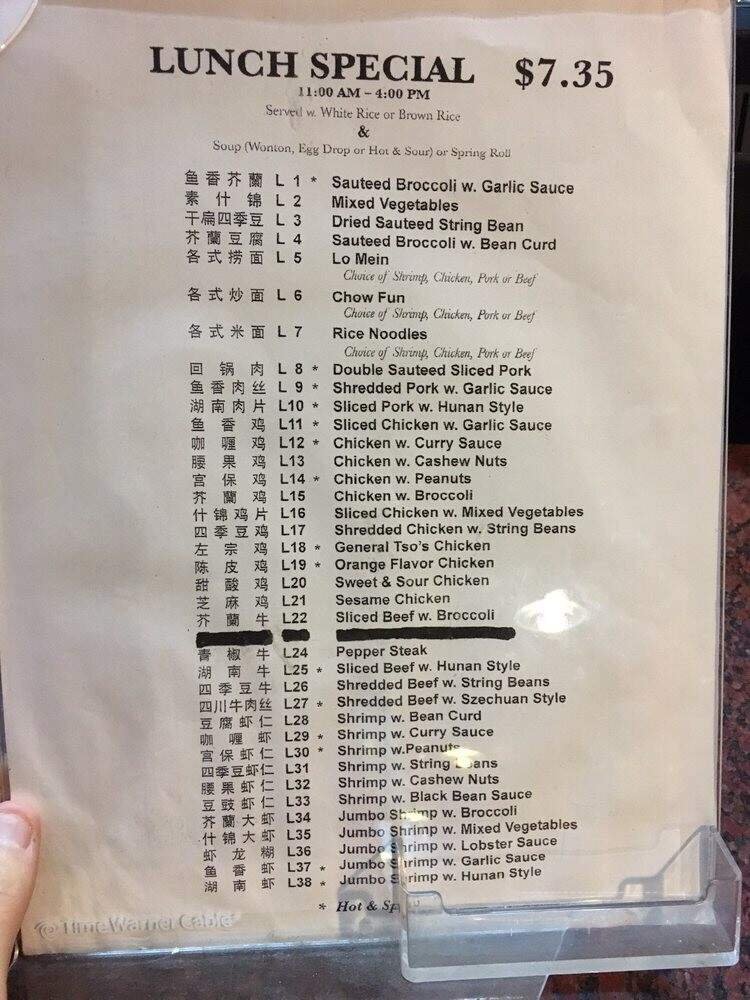 LUNCH SPECIAL $7.35
11:00 AM – 4:00 PM
Served w. White Rice or Brown Rice
&
Soup (Wonton, Egg Drop or Hot & Sour) or Spring Roll
鱼香芥蘭 L 1 * Sauteed Broccoli w. Garlic Sauce
素什锦 L 2 Mixed Vegetables
干扁四季豆 L 3 Dried Sauteed String Bean
芥蘭豆腐 L 4 Sauteed Broccoli w. Bean Curd
各式捞面 L 5 Lo Mein
Choice of Shrimp, Chicken, Pork or Beef
各式炒面 L 6 Chow Fun
Choice of Shrimp, Chicken, Pork or Beef
各式米面 L 7 Rice Noodles
Choice of Shrimp, Chicken, Pork or Beef
回锅肉 L 8 * Double Sauteed Sliced Pork
鱼香肉丝 L 9 * Shredded Pork w. Garlic Sauce
湖南肉片 L10 * Sliced Pork w. Hunan Style
鱼香鸡 L11 * Sliced Chicken w. Garlic Sauce
咖喱鸡 L12 * Chicken w. Curry Sauce
腰果鸡 L13 Chicken w. Cashew Nuts
宫保鸡 L14 * Chicken w. Peanuts
芥蘭鸡 L15 Chicken w. Broccoli
什锦鸡片 L16 Sliced Chicken w. Mixed Vegetables
四季豆鸡 L17 Shredded Chicken w. String Beans
左宗鸡 L18 * General Tso's Chicken
陈皮鸡 L19 * Orange Flavor Chicken
甜酸鸡 L20 Sweet & Sour Chicken
芝麻鸡 L21 Sesame Chicken
芥蘭牛 L22 Sliced Beef w. Broccoli
青椒牛 L24 Pepper Steak
湖南牛 L25 * Sliced Beef w. Hunan Style
四季豆牛 L26 Shredded Beef w. String Beans
四川牛肉丝 L27 * Shredded Beef w. Szechuan Style
豆腐虾仁 L28 Shrimp w. Bean Curd
咖喱虾 L29 * Shrimp w. Curry Sauce
宫保虾仁 L30 * Shrimp w.Peanuts
四季豆虾仁 L31 Shrimp w. String Beans
腰果虾仁 L32 Shrimp w. Cashew Nuts
豆豉虾仁 L33 Shrimp w. Black Bean Sauce
芥蘭大虾 L34 Jumbo Shrimp w. Broccoli
什锦大虾 L35 Jumbo Shrimp w. Mixed Vegetables
虾龙糊 L36 Jumbo Shrimp w. Lobster Sauce
鱼香虾 L37 * Jumbo Shrimp w. Garlic Sauce
湖南虾 L38 * Jumbo Shrimp w. Hunan Style
* Hot &
Time Warner Cable